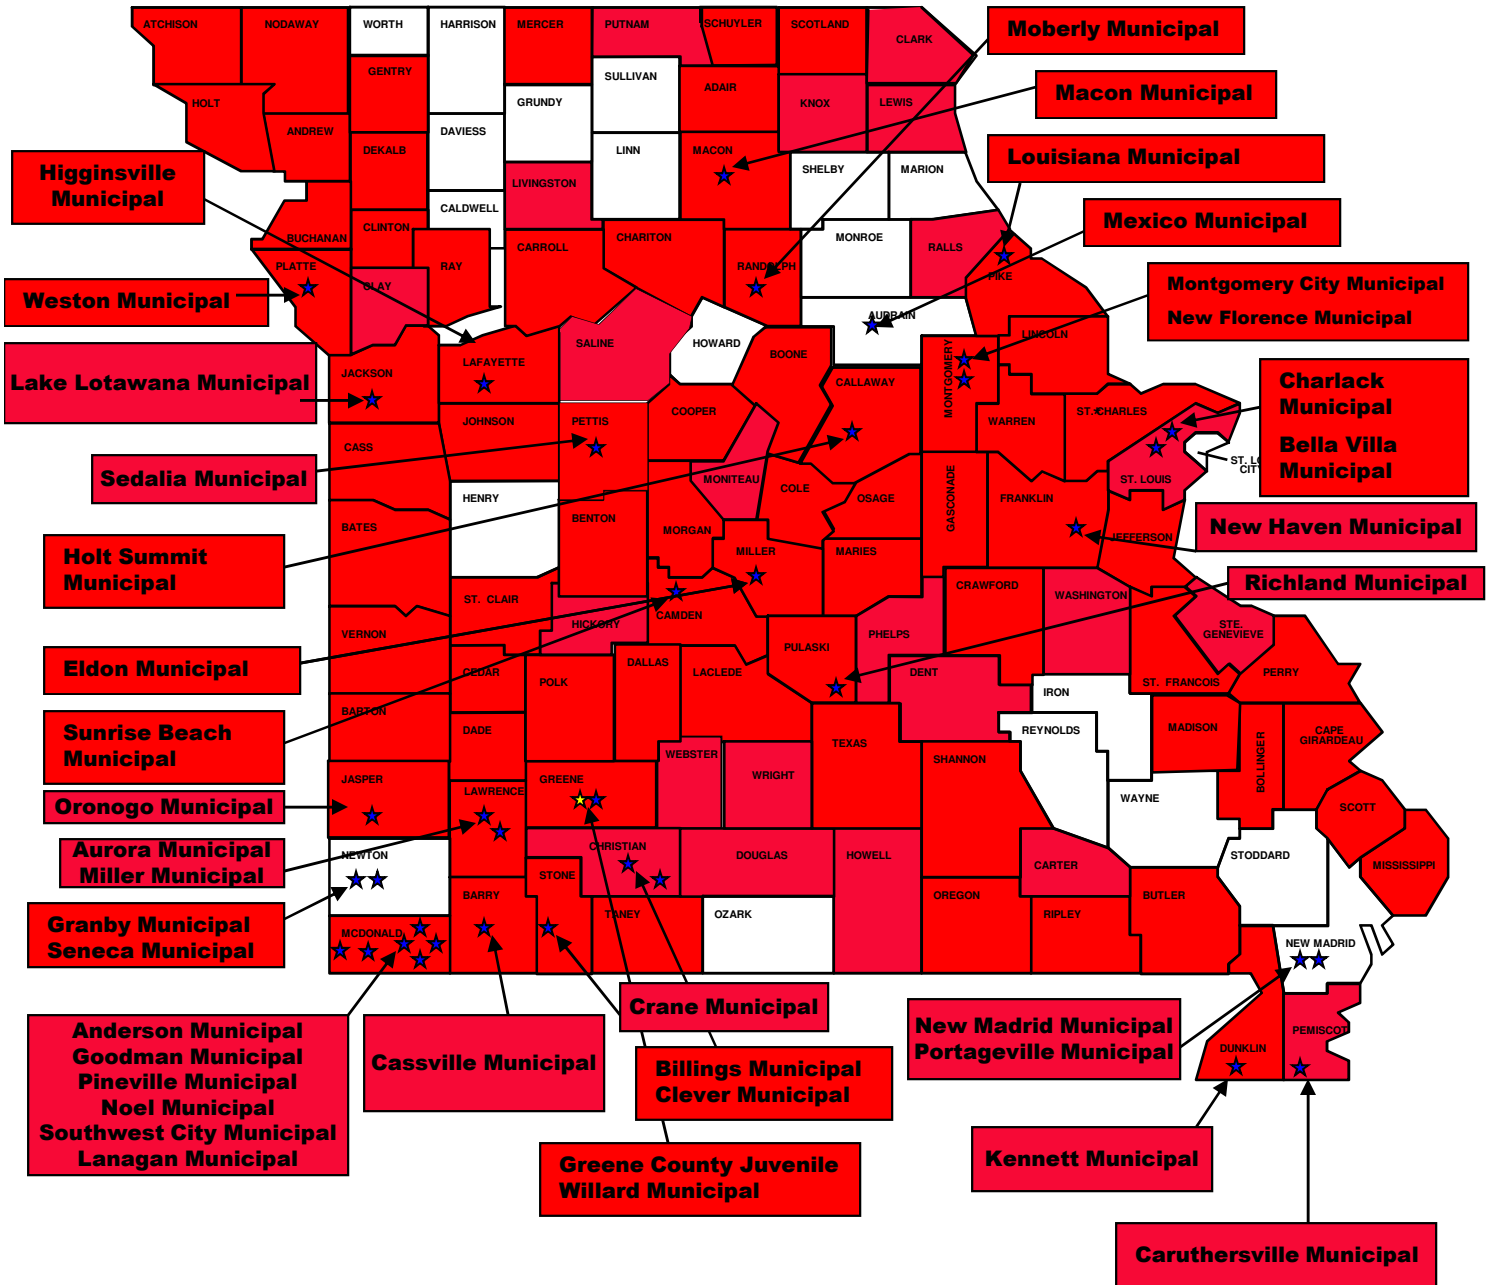 ATCHISON
NODAWAY
WORTH
HARRISON
MERCER
PUTNAM
SCHUYLER
SCOTLAND
CLARK
Moberly Municipal
GENTRY
SULLIVAN
ADAIR
KNOX
LEWIS
Macon Municipal
HOLT
GRUNDY
ANDREW
DAVIESS
DEKALB
LINN
MACON
SHELBY
MARION
Louisiana Municipal
Higginsville
Municipal
LIVINGSTON
CALDWELL
Mexico Municipal
BUCHANAN
CLINTON
CARROLL
CHARITON
MONROE
RALLS
PLATTE
RAY
RANDOLPH
PIKE
CLAY
Weston Municipal
Montgomery City Municipal
New Florence Municipal
AUDRAIN
LINCOLN
SALINE
HOWARD
BOONE
MONTGOMERY
LAFAYETTE
JACKSON
Lake Lotawana Municipal
CALLAWAY
Charlack
Municipal
Bella Villa
Municipal
COOPER
ST. CHARLES
JOHNSON
PETTIS
WARREN
CASS
ST. LO
CIT
Sedalia Municipal
MONITEAU
ST. LOUIS
COLE
HENRY
OSAGE
GASCONADE
FRANKLIN
BATES
BENTON
MORGAN
New Haven Municipal
JEFFERSON
Holt Summit
Municipal
MILLER
MARIES
Richland Municipal
CRAWFORD
WASHINGTON
ST. CLAIR
CAMDEN
HICKORY
STE.
GENEVIEVE
VERNON
PHELPS
PULASKI
Eldon Municipal
DALLAS
LACLEDE
DENT
CEDAR
POLK
PERRY
ST. FRANCOIS
IRON
BARTON
DADE
Sunrise Beach
Municipal
REYNOLDS
MADISON
CAPE
GIRARDEAU
TEXAS
WEBSTER
SHANNON
BOLLINGER
WRIGHT
JASPER
GREENE
LAWRENCE
WAYNE
Oronogo Municipal
SCOTT
Aurora Municipal
Miller Municipal
CHRISTIAN
NEWTON
DOUGLAS
HOWELL
STODDARD
CARTER
MISSISSIPPI
STONE
BARRY
OREGON
BUTLER
TANEY
OZARK
RIPLEY
Granby Municipal
Seneca Municipal
MCDONALD
NEW MADRID
Crane Municipal
New Madrid Municipal
Portageville Municipal
Anderson Municipal
Goodman Municipal
Pineville Municipal
Noel Municipal
Southwest City Municipal
Lanagan Municipal
PEMISCOT
DUNKLIN
Cassville Municipal
Billings Municipal
Clever Municipal
Kennett Municipal
Greene County Juvenile
Willard Municipal
Caruthersville Municipal